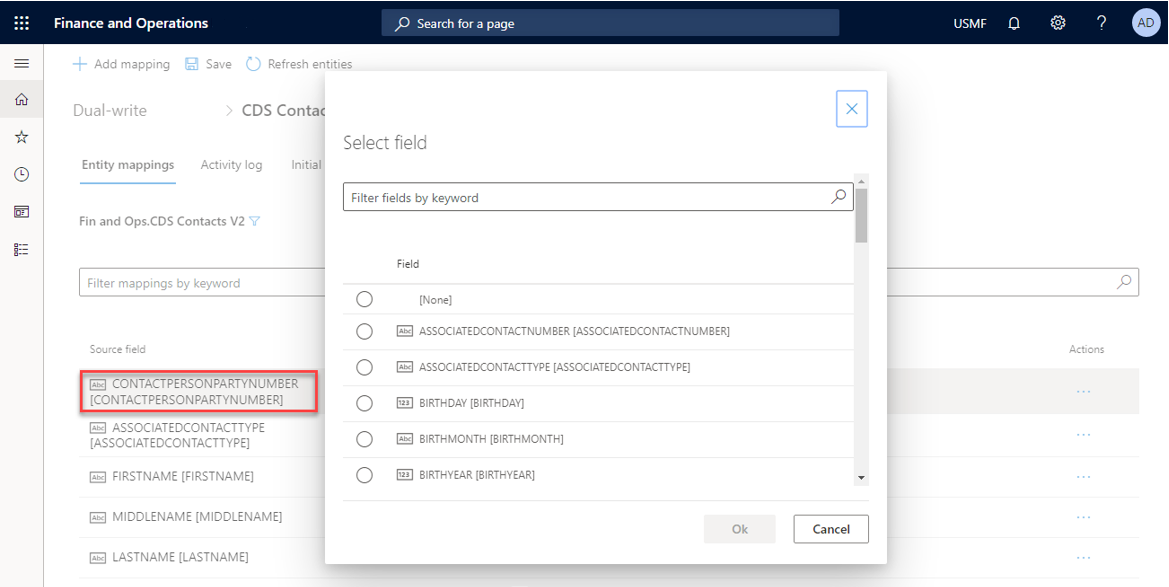 Finance and Operations
Search for a page
USMF
?
AD
Add mapping
Save
Refresh entities
Dual-write
> CDS Contac
Entity mappings
Activity log
Initial
Fin and Ops.CDS Contacts V2
Filter mappings by keyword
Source field
Actions
Abc CONTACTPERSONPARTYNUMBER
[CONTACTPERSONPARTYNUMBER]
...
Abc ASSOCIATEDCONTACTTYPE
[ASSOCIATEDCONTACTTYPE]
...
Abc FIRSTNAME [FIRSTNAME]
...
Abc MIDDLENAME [MIDDLENAME]
...
Abc LASTNAME [LASTNAME]
...
Select field
Filter fields by keyword
Field
[None]
Abc ASSOCIATEDCONTACTNUMBER [ASSOCIATEDCONTACTNUMBER]
Abc ASSOCIATEDCONTACTTYPE [ASSOCIATEDCONTACTTYPE]
123 BIRTHDAY [BIRTHDAY]
Abc BIRTHMONTH [BIRTHMONTH]
123 BIRTHYEAR [BIRTHYEAR]
Ok
Cancel